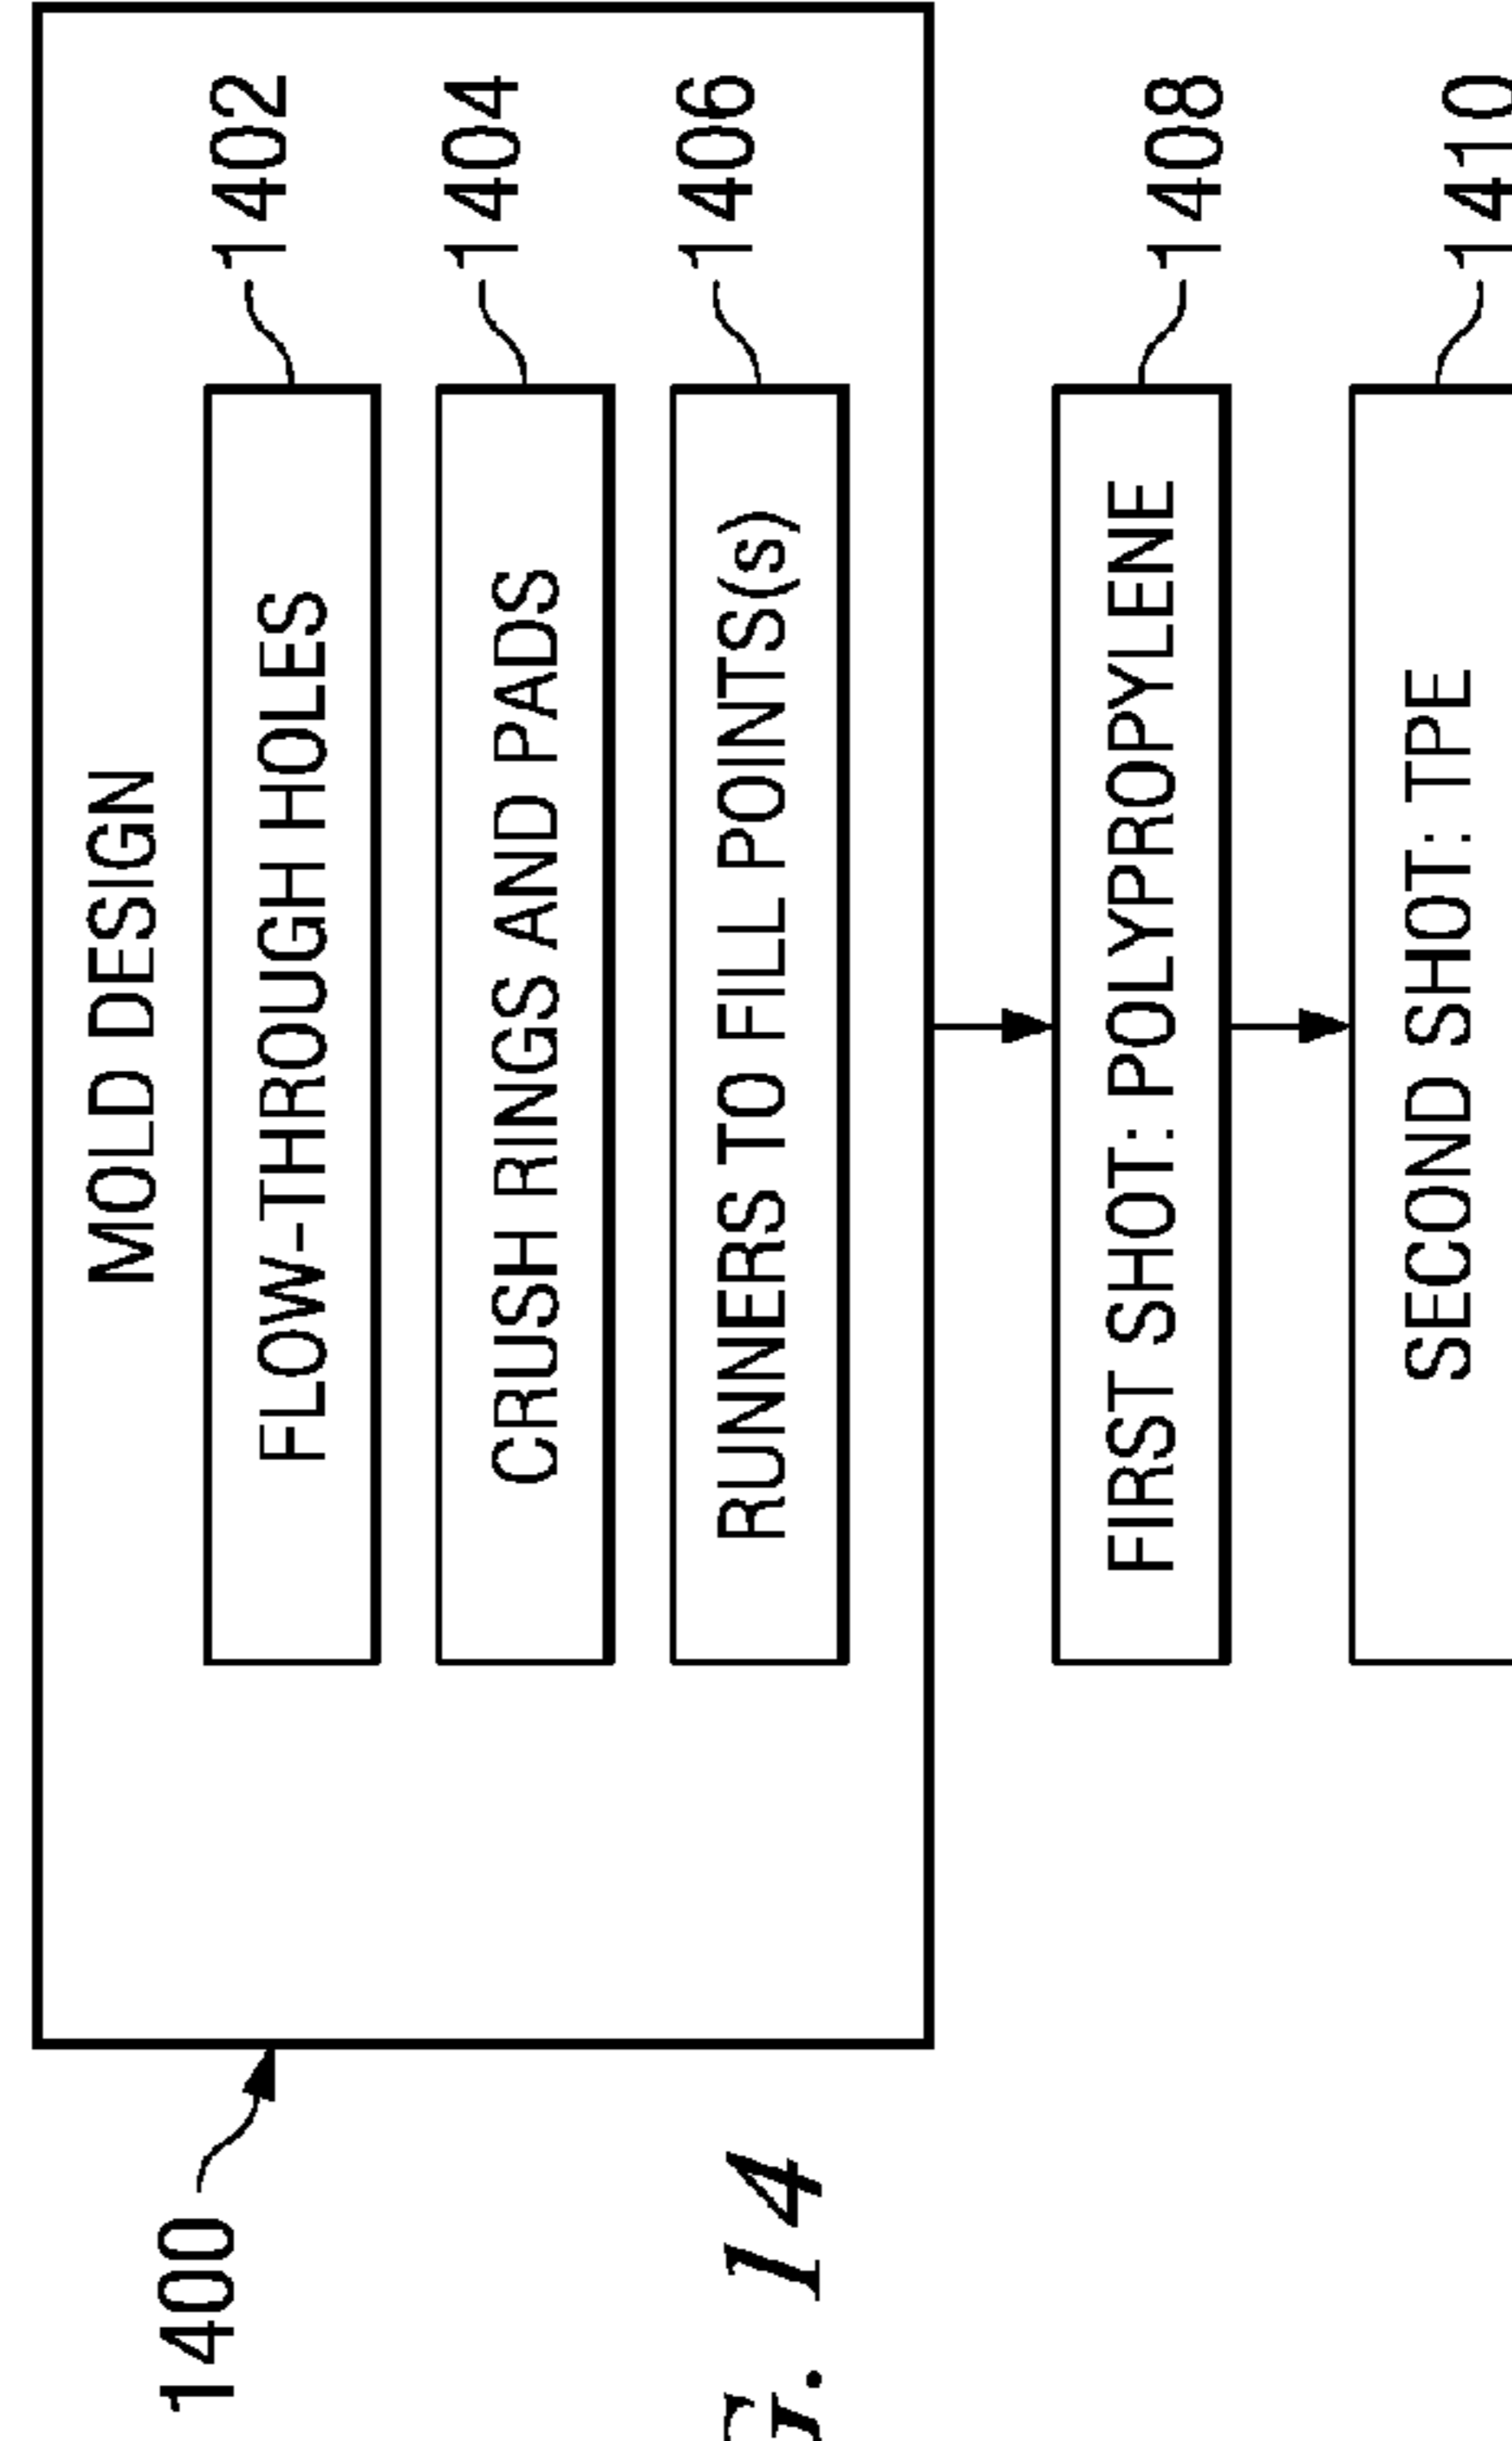 MOLD DESIGN
1400
FLOW-THROUGH HOLES
1402
CRUSH RINGS AND PADS
1404
RUNNERS TO FILL POINTS(s)
1406
FIRST SHOT: POLYPROPYLENE
1408
SECOND SHOT: TPE
1410
G. 14